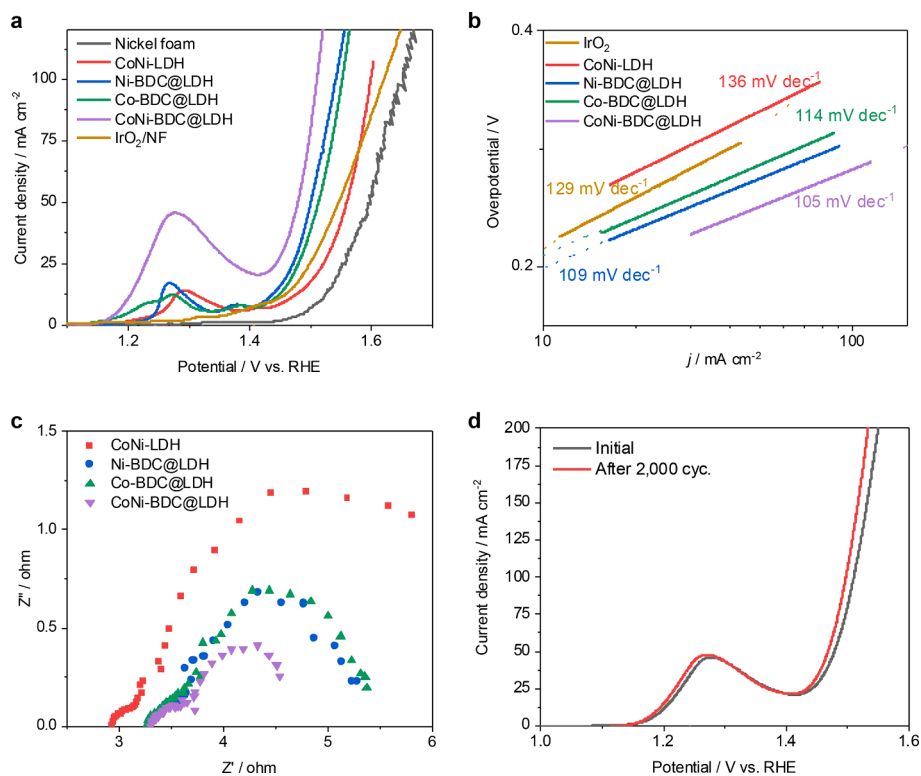 a
Current density / mA cm⁻²
100
75
50
25
0
Nickel foam
CoNi-LDH
Ni-BDC@LDH
Co-BDC@LDH
CoNi-BDC@LDH
IrO₂/NF
1.2
1.4
1.6
Potential / V vs. RHE
b
Overpotential / V
0.4
0.2
IrO₂
CoNi-LDH
Ni-BDC@LDH
Co-BDC@LDH
CoNi-BDC@LDH
136 mV dec⁻¹
114 mV dec⁻¹
129 mV dec⁻¹
105 mV dec⁻¹
109 mV dec⁻¹
10
100
j / mA cm⁻²
c
Z" / ohm
1.5
1.0
0.5
0.0
CoNi-LDH
Ni-BDC@LDH
Co-BDC@LDH
CoNi-BDC@LDH
3
4
5
6
Z' / ohm
d
Current density / mA cm⁻²
200
175
150
125
100
75
50
25
0
Initial
After 2,000 cyc.
1.0
1.2
1.4
1.6
Potential / V vs. RHE